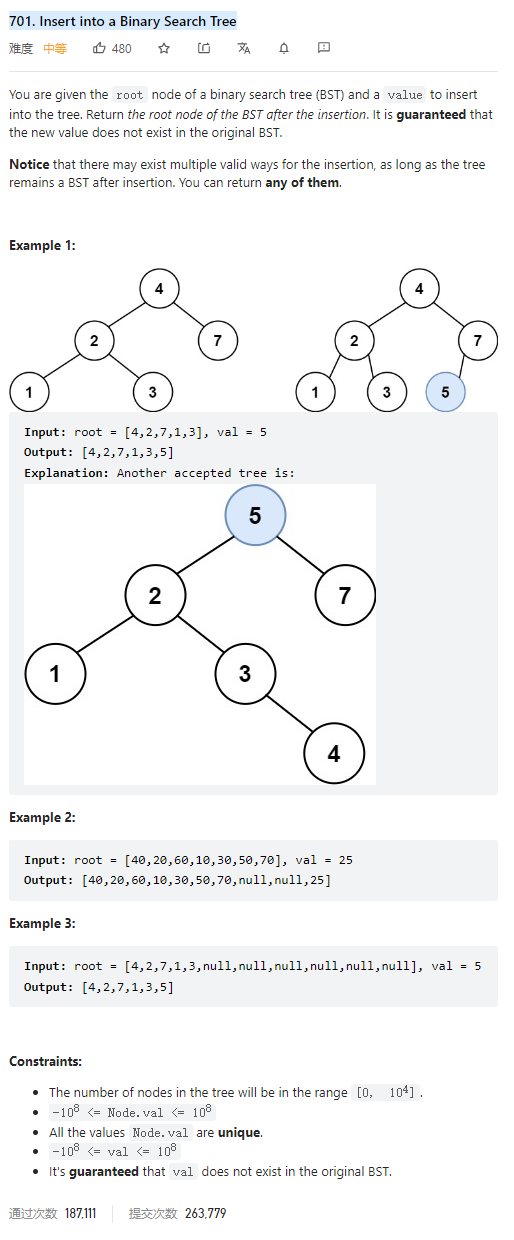 701. Insert into a Binary Search Tree
难度 中等 480
You are given the root node of a binary search tree (BST) and a value to insert
into the tree. Return the root node of the BST after the insertion. It is guaranteed that
the new value does not exist in the original BST.
Notice that there may exist multiple valid ways for the insertion, as long as the tree
remains a BST after insertion. You can return any of them.
Example 1:
4
4
2
7
2
7
1
3
1
3
5
Input: root = [4,2,7,1,3], val = 5
Output: [4,2,7,1,3,5]
Explanation: Another accepted tree is:
5
2
7
1
3
4
Example 2:
Input: root = [40,20,60,10,30,50,70], val = 25
Output: [40,20,60,10,30,50,70,null,null,25]
Example 3:
Input: root = [4,2,7,1,3,null,null,null,null,null,null], val = 5
Output: [4,2,7,1,3,5]
Constraints:
• The number of nodes in the tree will be in the range [0, 10⁴].
• -10⁸ <= Node.val <= 10⁸
• All the values Node.val are unique.
• -10⁸ <= val <= 10⁸
• It's guaranteed that val does not exist in the original BST.
通过次数 187,111 提交次数 263,779